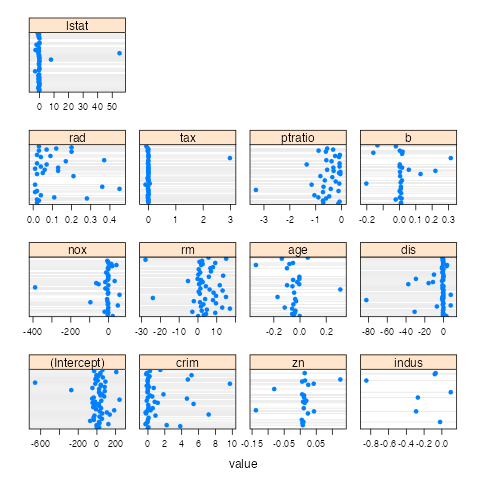 lstat
0 10 20 30 40 50
rad tax ptratio b
0.0 0.1 0.2 0.3 0.4 0 1 2 3 -3 -2 -1 0 -0.2 0.0 0.1 0.2 0.3
nox rm age dis
-400 -200 0 -30 -20 -10 0 10 -0.2 0.0 0.2 -80 -60 -40 -20 0
(Intercept) crim zn indus
-600 -200 0 200 0 2 4 6 8 10 -0.15 -0.05 0.05 -0.8 -0.6 -0.4 -0.2 0.0
value